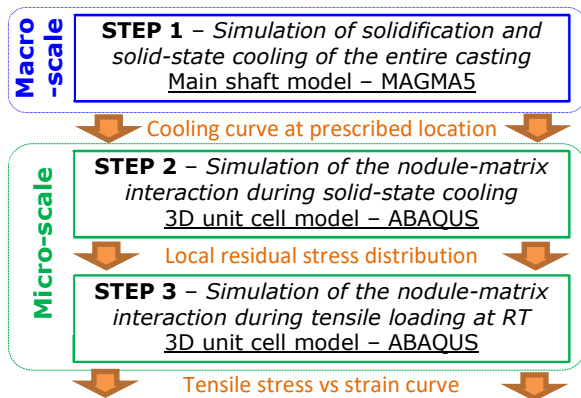 Macro
-scale
STEP 1 – Simulation of solidification and
solid-state cooling of the entire casting
Main shaft model – MAGMA5
Cooling curve at prescribed location
Micro-scale
STEP 2 – Simulation of the nodule-matrix
interaction during solid-state cooling
3D unit cell model – ABAQUS
Local residual stress distribution
STEP 3 – Simulation of the nodule-matrix
interaction during tensile loading at RT
3D unit cell model – ABAQUS
Tensile stress vs strain curve